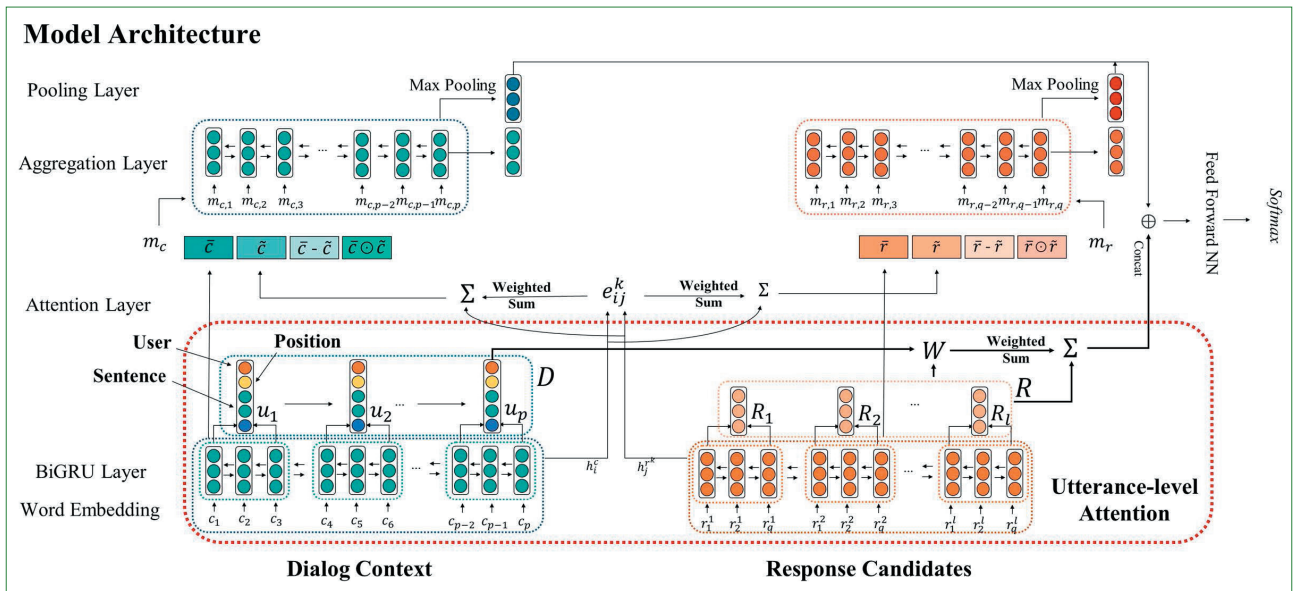 Model Architecture
Pooling Layer
Max Pooling
Max Pooling
Aggregation Layer
...
...
m_{c,1} m_{c,2} m_{c,3} m_{c,p-2} m_{c,p-1} m_{c,p}
m_{r,1} m_{r,2} m_{r,3} m_{r,q-2} m_{r,q-1} m_{r,q}
m_c
c̄ c̃ c̄ - c̃ c̄ ⊙ c̃
r̄ r̃ r̄ - r̃ r̄ ⊙ r̃
m_r
⊕
Concat
Feed Forward NN
Softmax
Attention Layer
Σ Weighted Sum e_{ij}^k Weighted Sum Σ
User
Position
Sentence
u_1 u_2 ... u_p
D
W Weighted Sum Σ
R_1 R_2 ... R_l
R
BiGRU Layer
...
h_i^c h_j^{r^k}
...
Word Embedding
c_1 c_2 c_3 c_4 c_5 c_6 c_{p-2} c_{p-1} c_p
r_1^1 r_2^1 r_q^1 r_1^2 r_2^2 r_q^2 r_1^l r_2^l r_q^l
Utterance-level
Attention
Dialog Context
Response Candidates